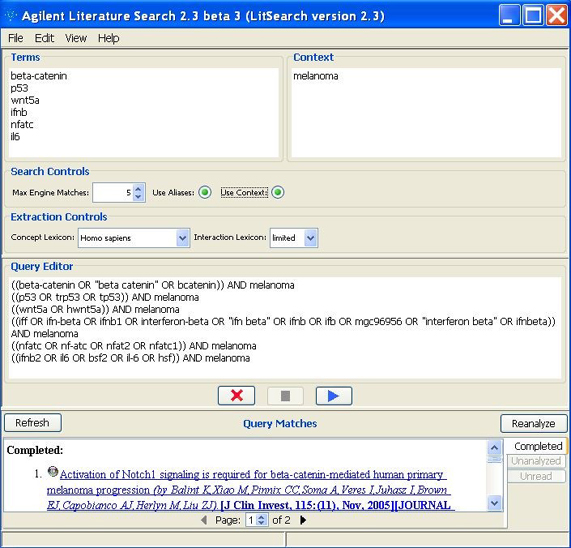 Agilent Literature Search 2.3 beta 3 (LitSearch version 2.3)
File Edit View Help
Terms
beta-catenin
p53
wnt5a
ifnb
nfatc
il6
Context
melanoma
Search Controls
Max Engine Matches: 5 Use Aliases: Use Context:
Extraction Controls
Concept Lexicon: Homo sapiens Interaction Lexicon: limited
Query Editor
((beta-catenin OR "beta catenin" OR bcatenin)) AND melanoma
((p53 OR trp53 OR tp53)) AND melanoma
((wnt5a OR hwnt5a)) AND melanoma
((iff OR ifn-beta OR ifnb1 OR interferon-beta OR "ifn beta" OR ifnb OR ifb OR mgc96956 OR "interferon beta" OR ifnbeta))
AND melanoma
((nfatc OR nf-atc OR nfat2 OR nfatc1)) AND melanoma
((ifnb2 OR il6 OR bsf2 OR il-6 OR hsf)) AND melanoma
Refresh Query Matches Reanalyze
Completed:
1. Activation of Notch1 signaling is required for beta-catenin-mediated human primary
melanoma progression (by Balint K,Xiao M,Pinnix CC,Soma A,Veres I,Juhasz I,Brown
EJ,Capobianco AJ,Herlyn M,Liu ZJ) [J Clin Invest, 115:(11), Nov, 2005][JOURNAL
Completed
Unanalyzed
Unread
Page: 1 of 2